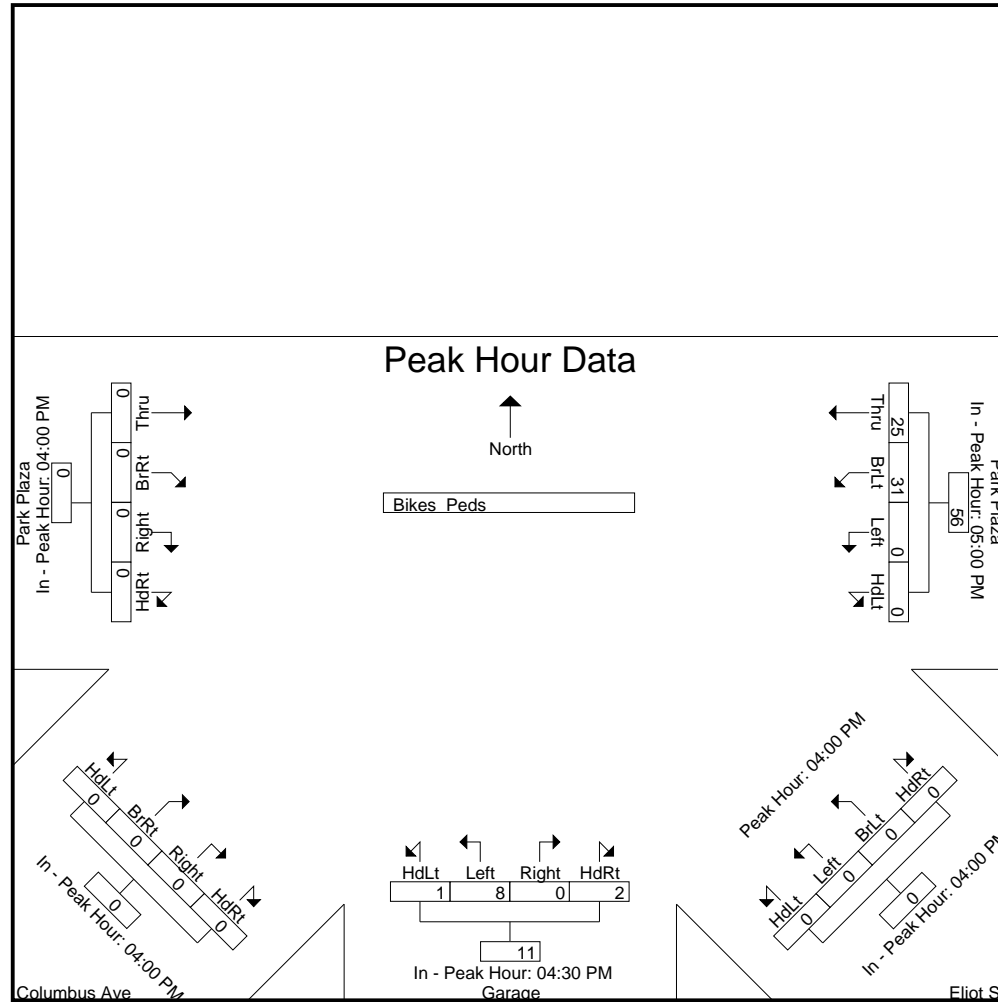 Peak Hour Data
North
Bikes Peds
Park Plaza
In - Peak Hour: 04:00 PM
0
0
Thru
0
BrRt
0
Right
0
HdRt
Park Plaza
In - Peak Hour: 05:00 PM
56
25
Thru
31
BrLt
0
Left
0
HdLt
HdLt
0
BrRt
0
Right
0
HdRt
0
0
In - Peak Hour: 04:00 PM
Columbus Ave
HdLt Left Right HdRt
1 8 0 2
11
In - Peak Hour: 04:30 PM
Garage
Peak Hour: 04:00 PM
HdRt
0
BrLt
0
Left
0
HdLt
0
0
In - Peak Hour: 04:00 PM
Eliot S